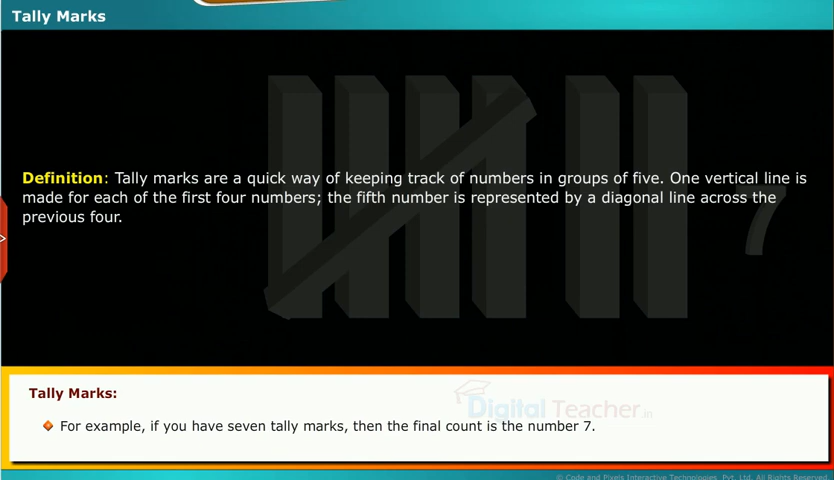 Tally Marks
Definition: Tally marks are a quick way of keeping track of numbers in groups of five. One vertical line is
made for each of the first four numbers; the fifth number is represented by a diagonal line across the
previous four.
7
Tally Marks:
Digital Teacher.in
For example, if you have seven tally marks, then the final count is the number 7.
© Code and Pixels Interactive Technologies, Pvt. Ltd. All Rights Reserved.